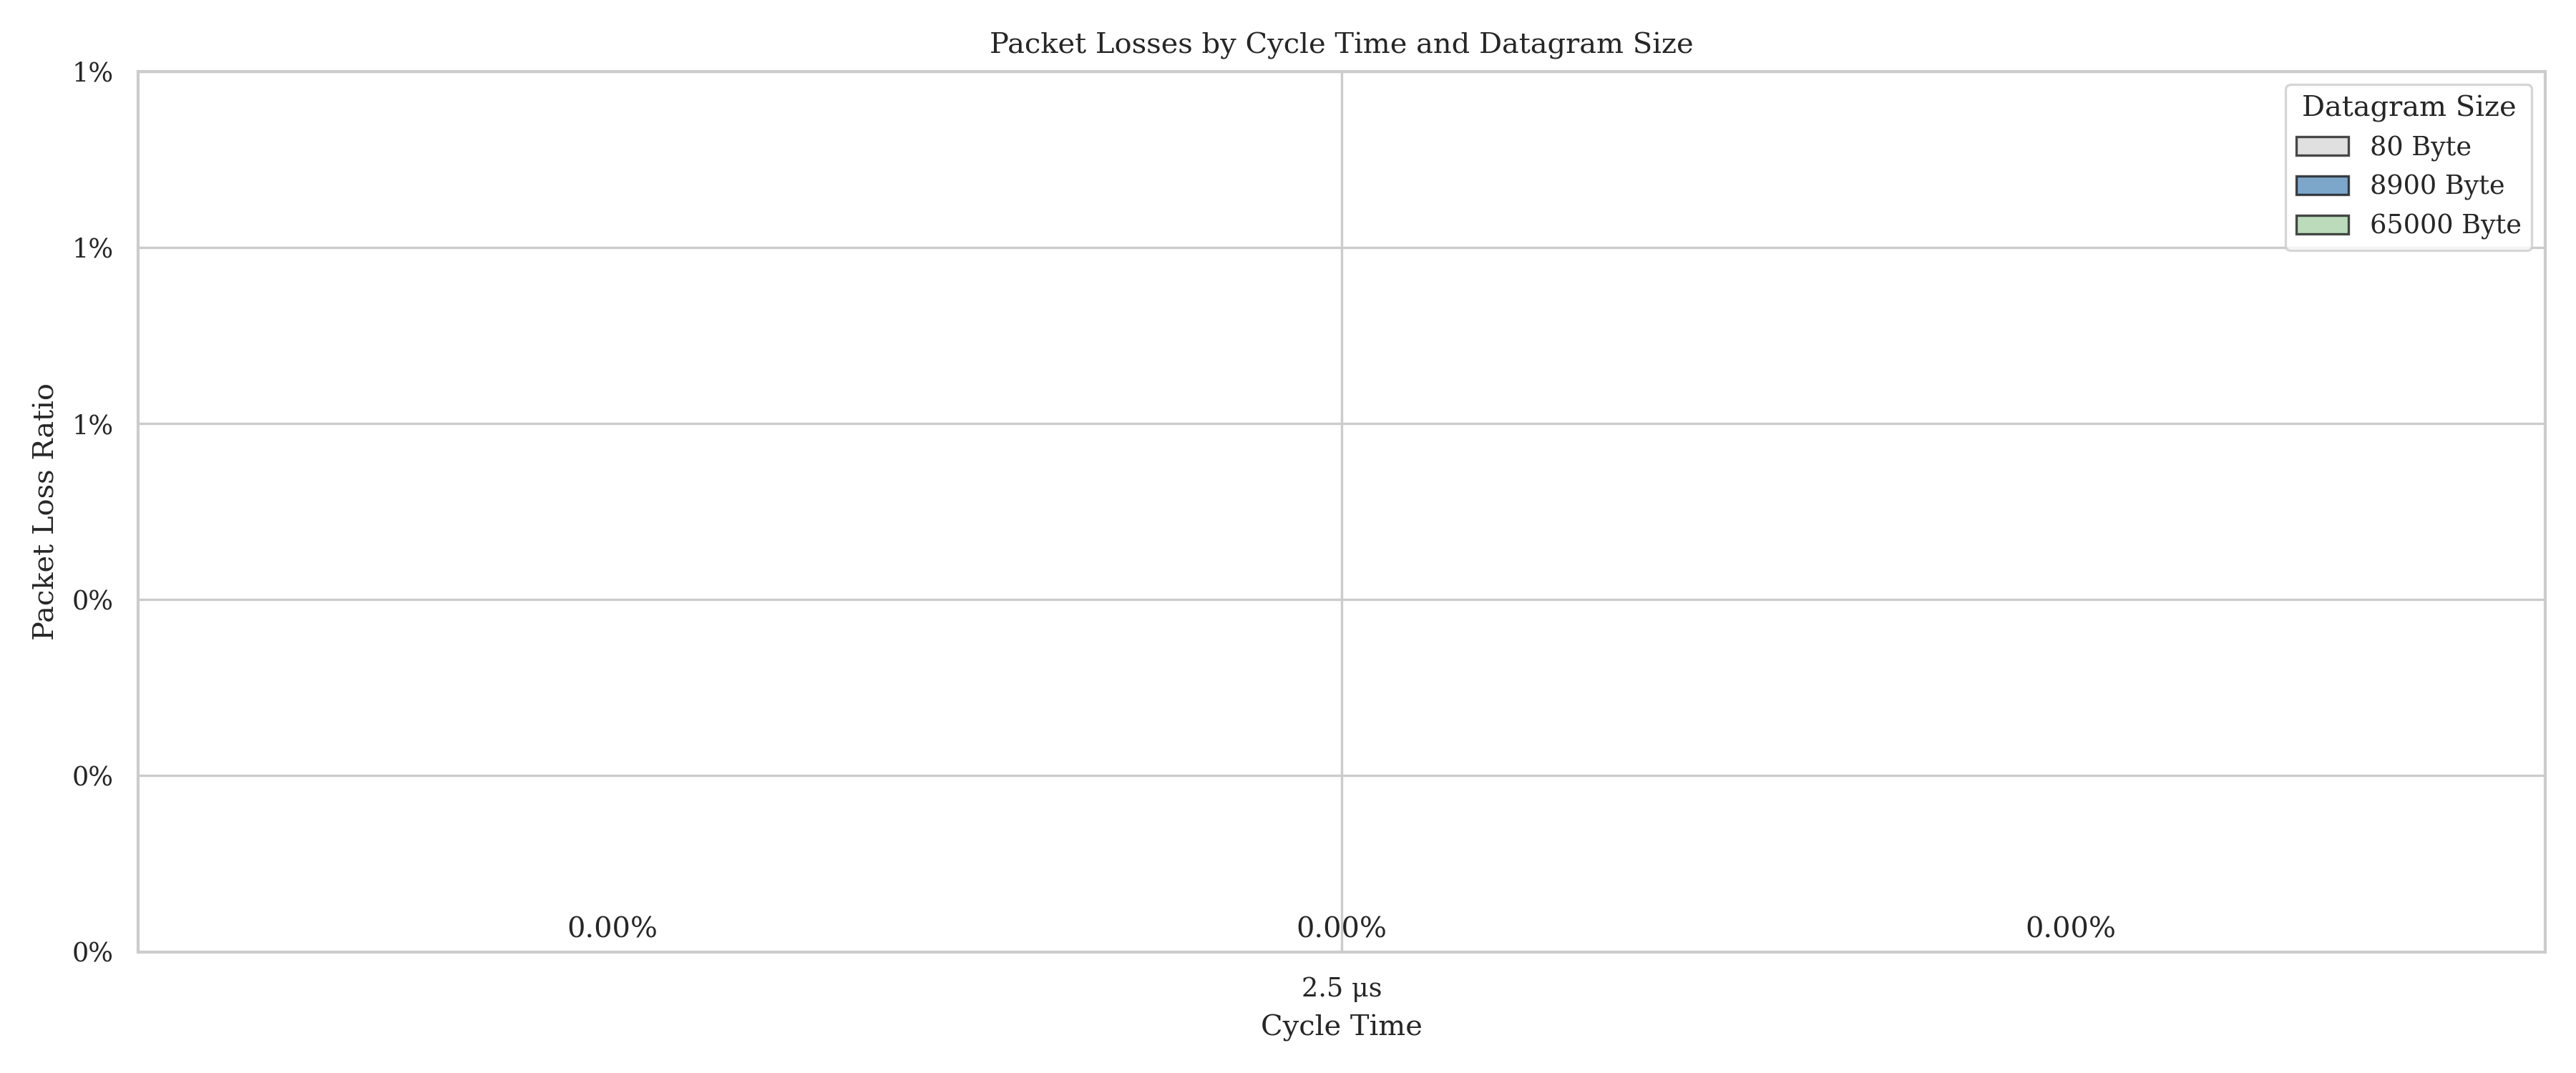 Packet Losses by Cycle Time and Datagram Size
1%
1%
1%
0%
0%
0%
Packet Loss Ratio
Datagram Size
80 Byte
8900 Byte
65000 Byte
0.00%
0.00%
0.00%
2.5 µs
Cycle Time